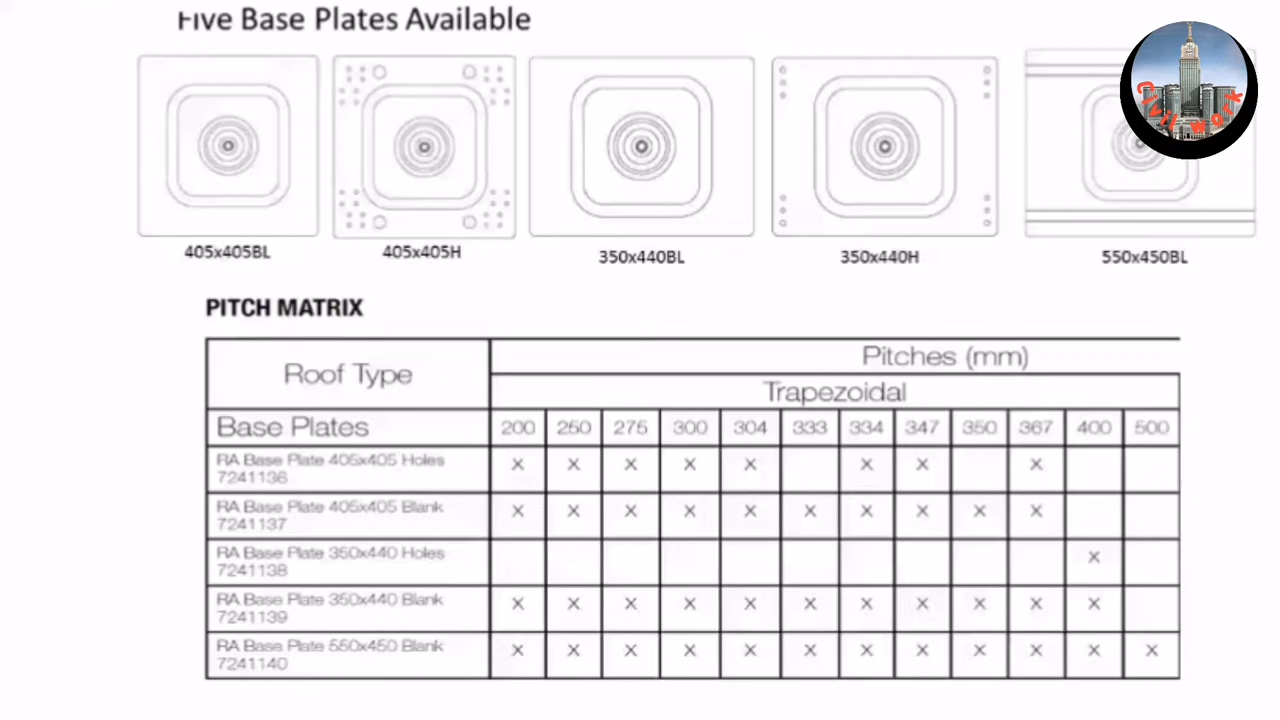 Five Base Plates Available
Civil work
405x405BL
405x405H
350x440BL
350x440H
550x450BL
PITCH MATRIX
Roof Type
Pitches (mm)
Trapezoidal
Base Plates 200 250 275 300 304 333 334 347 350 367 400 500
RA Base Plate 405x405 Holes X X X X X X X X
7241136
RA Base Plate 405x405 Blank X X X X X X X X X X
7241137
RA Base Plate 350x440 Holes X
7241138
RA Base Plate 350x440 Blank X X X X X X X X X X X
7241139
RA Base Plate 550x450 Blank X X X X X X X X X X X X
7241140